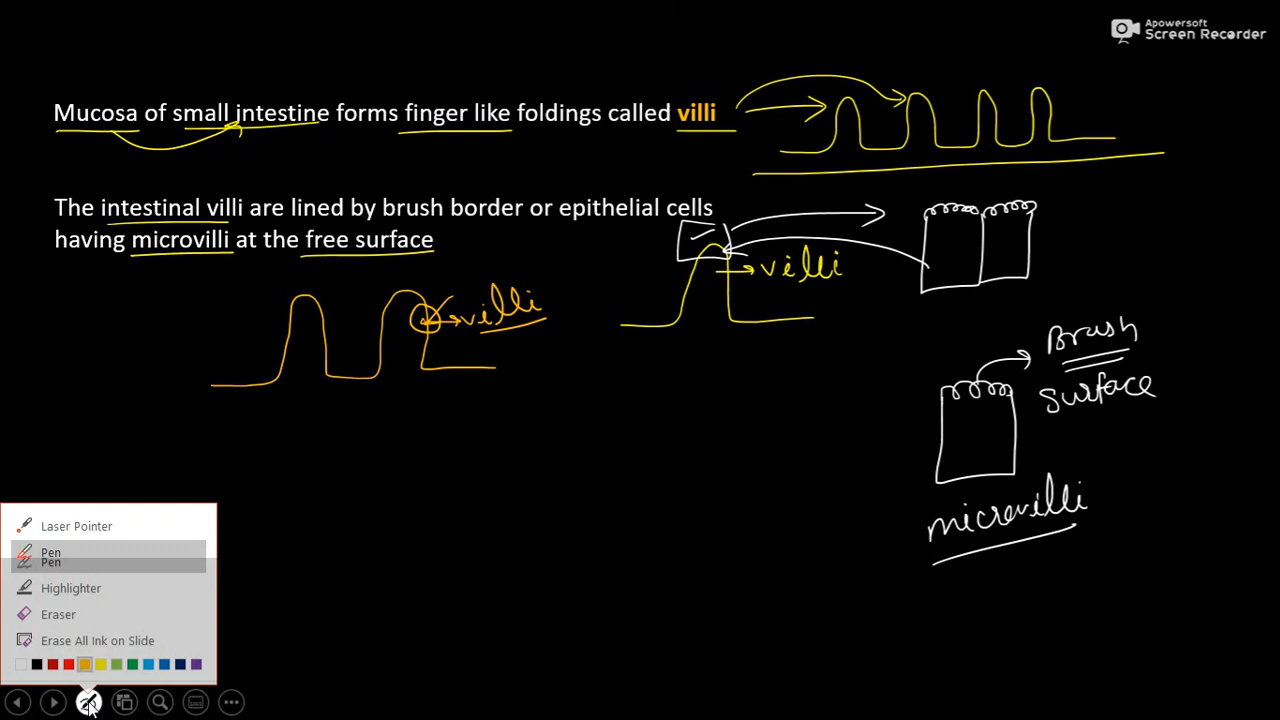 Apowersoft
Screen Recorder
Mucosa of small intestine forms finger like foldings called villi
The intestinal villi are lined by brush border or epithelial cells
having microvilli at the free surface
villi
villi
Brush
surface
microvilli
Laser Pointer
Pen
Pen
Highlighter
Eraser
Erase All Ink on Slide